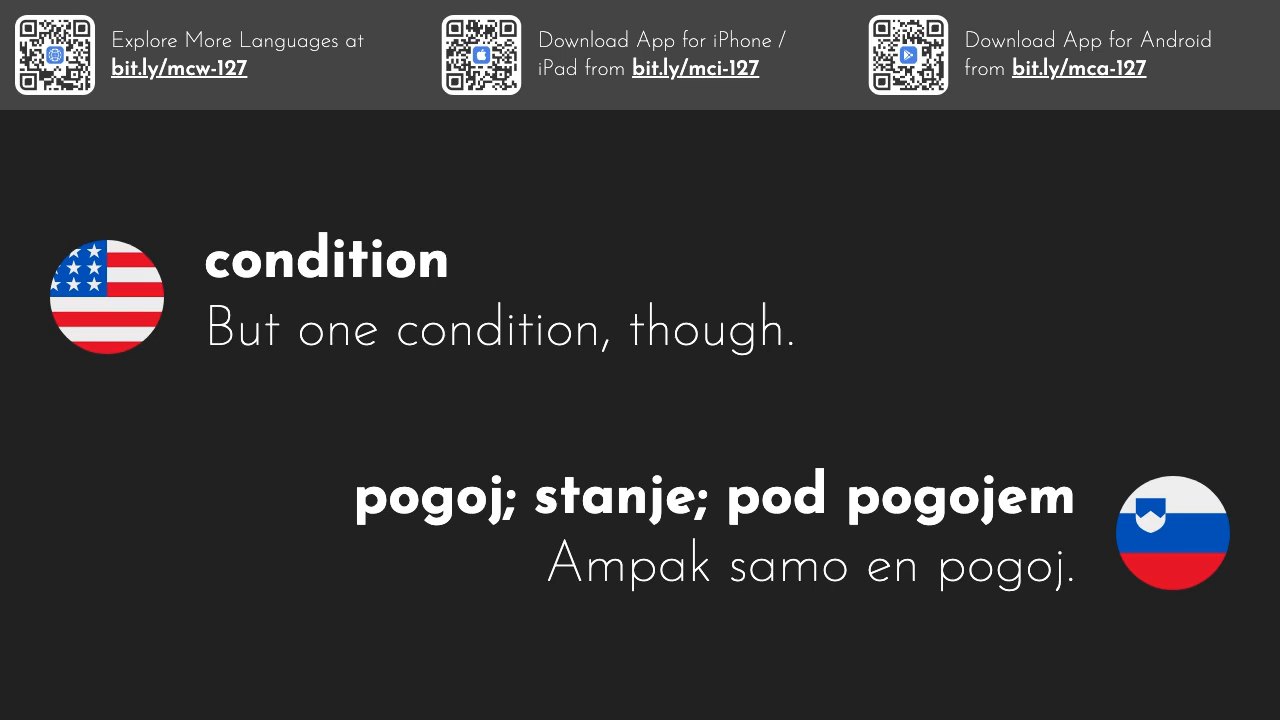 Explore More Languages at
bit.ly/mcw-127
Download App for iPhone /
iPad from bit.ly/mci-127
Download App for Android
from bit.ly/mca-127
condition
But one condition, though.
pogoj; stanje; pod pogojem
Ampak samo en pogoj.